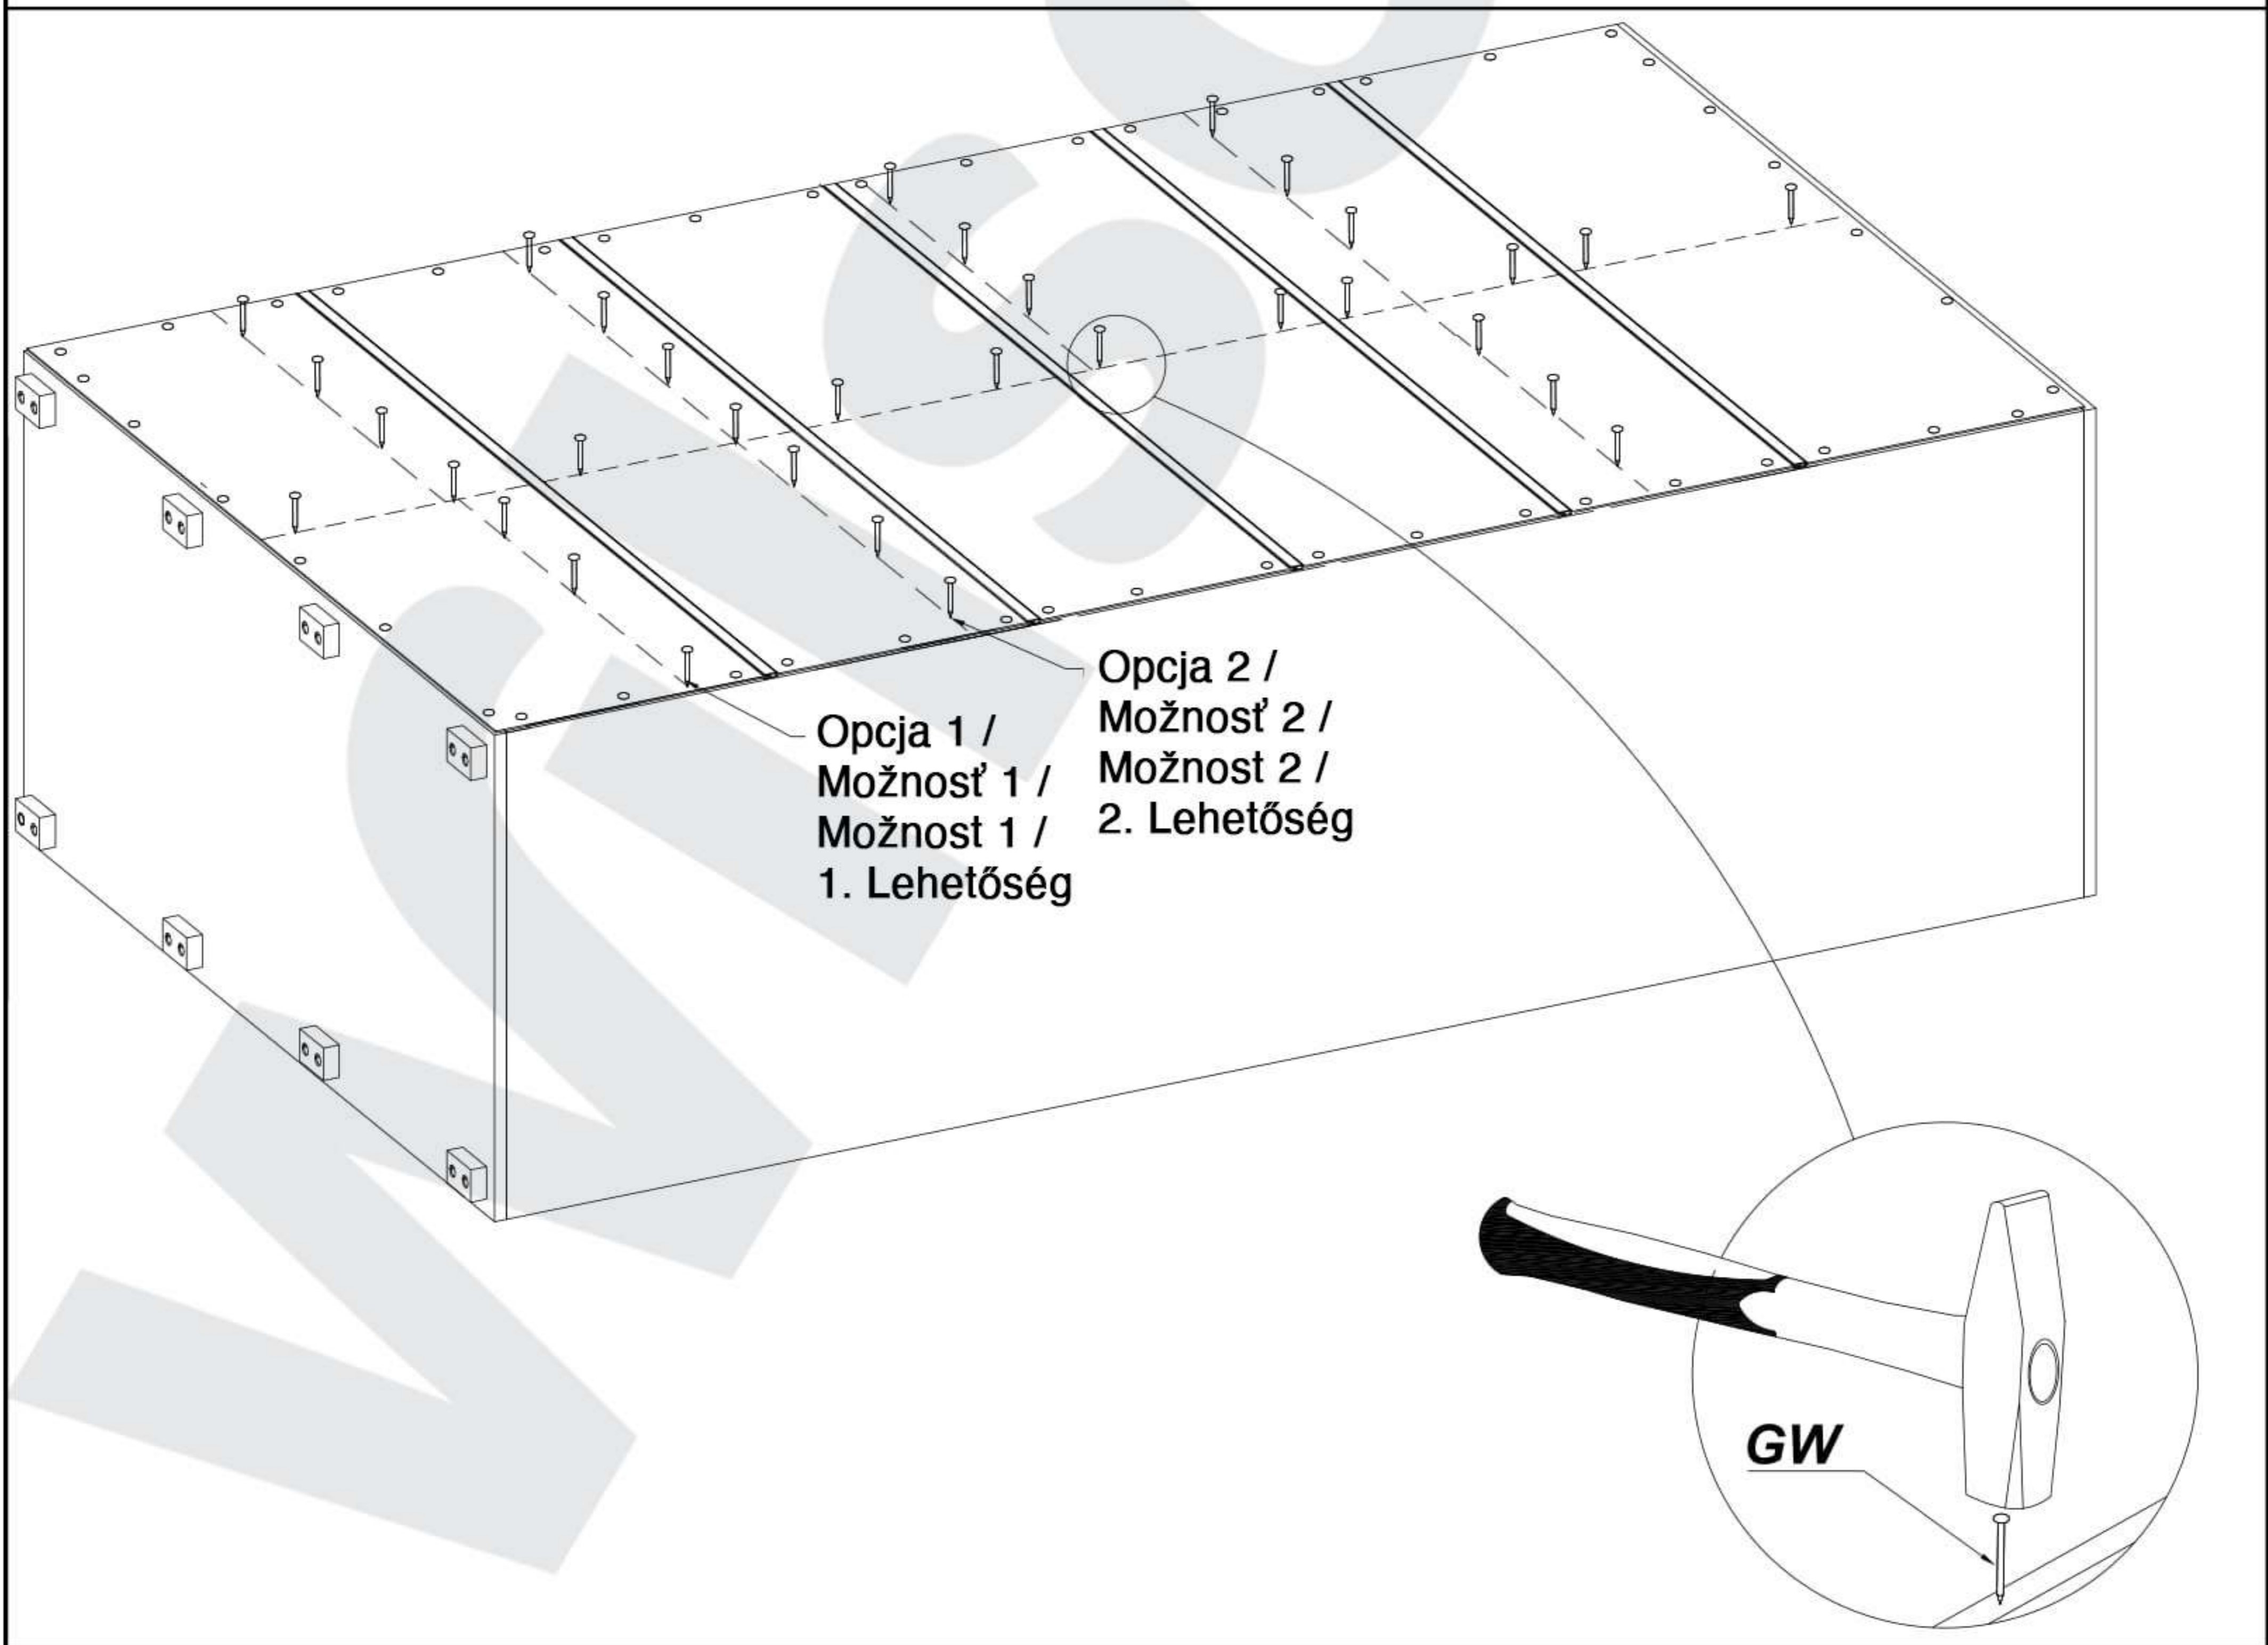 Opcja 1 /
Možnosť 1 /
Možnost 1 /
1. Lehetőség
Opcja 2 /
Možnosť 2 /
Možnost 2 /
2. Lehetőség
GW